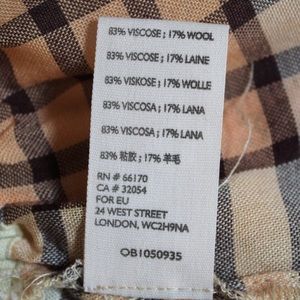 83% VISCOSE ; 17% WOOL
83% VISCOSE ; 17% LAINE
83% VISKOSE ; 17% WOLLE
83% VISCOSA ; 17% LANA
83% VISCOSA ; 17% LANA
83% 粘胶 ; 17% 羊毛
RN # 66170
CA # 32054
FOR EU
24 WEST STREET
LONDON, WC2H9NA
OB1050935